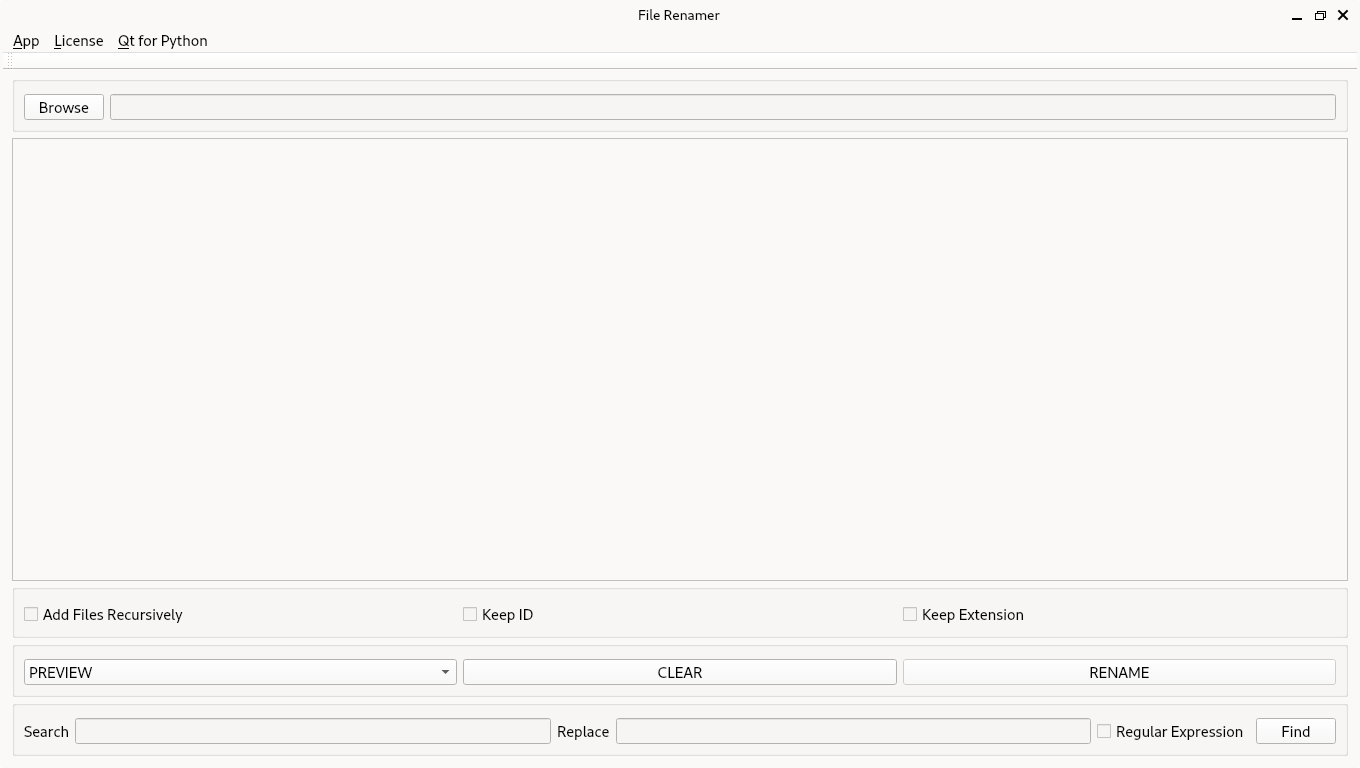 File Renamer
App License Qt for Python
Browse
Add Files Recursively Keep ID Keep Extension
PREVIEW CLEAR RENAME
Search Replace Regular Expression Find